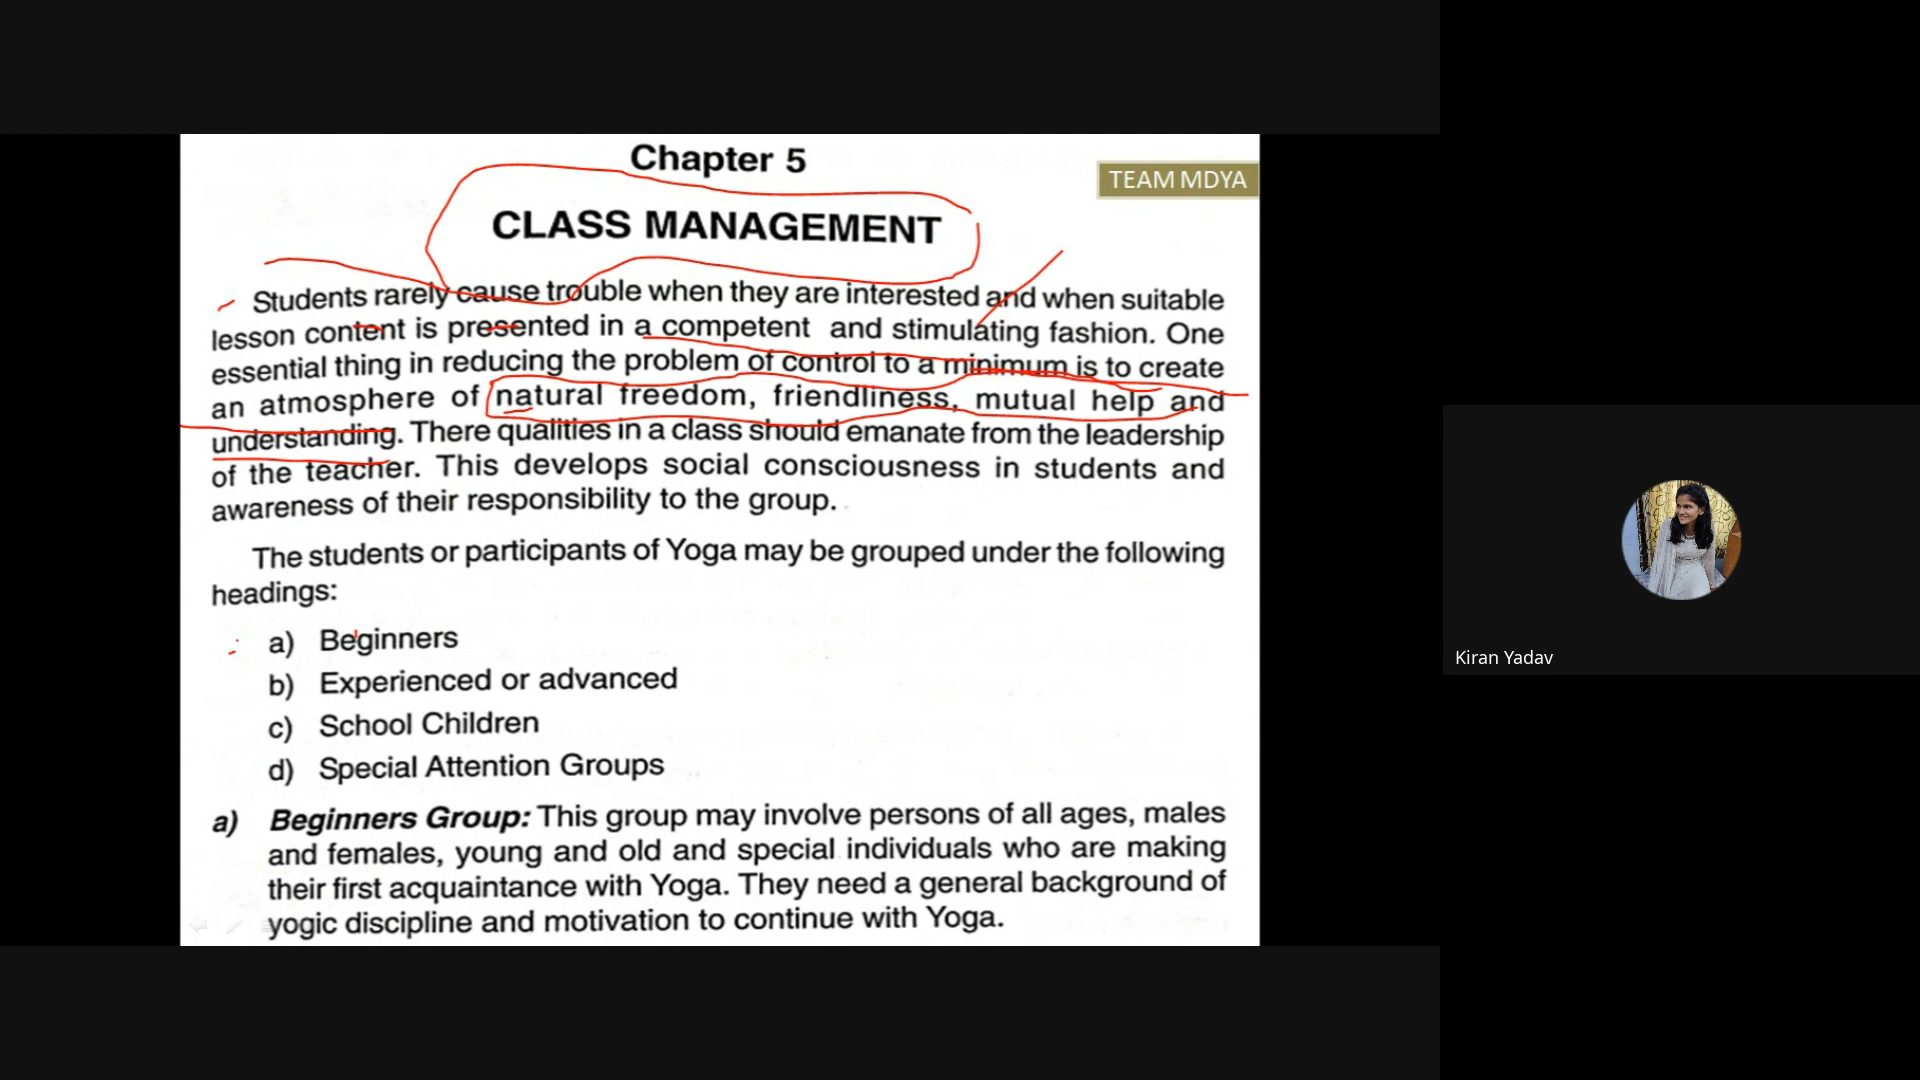 Chapter 5
TEAM MDYA
CLASS MANAGEMENT
Students rarely cause trouble when they are interested and when suitable
lesson content is presented in a competent and stimulating fashion. One
essential thing in reducing the problem of control to a minimum is to create
an atmosphere of natural freedom, friendliness, mutual help and
understanding. There qualities in a class should emanate from the leadership
of the teacher. This develops social consciousness in students and
awareness of their responsibility to the group.
The students or participants of Yoga may be grouped under the following
headings:
a) Beginners
b) Experienced or advanced
c) School Children
d) Special Attention Groups
a) Beginners Group: This group may involve persons of all ages, males
and females, young and old and special individuals who are making
their first acquaintance with Yoga. They need a general background of
yogic discipline and motivation to continue with Yoga.
Kiran Yadav